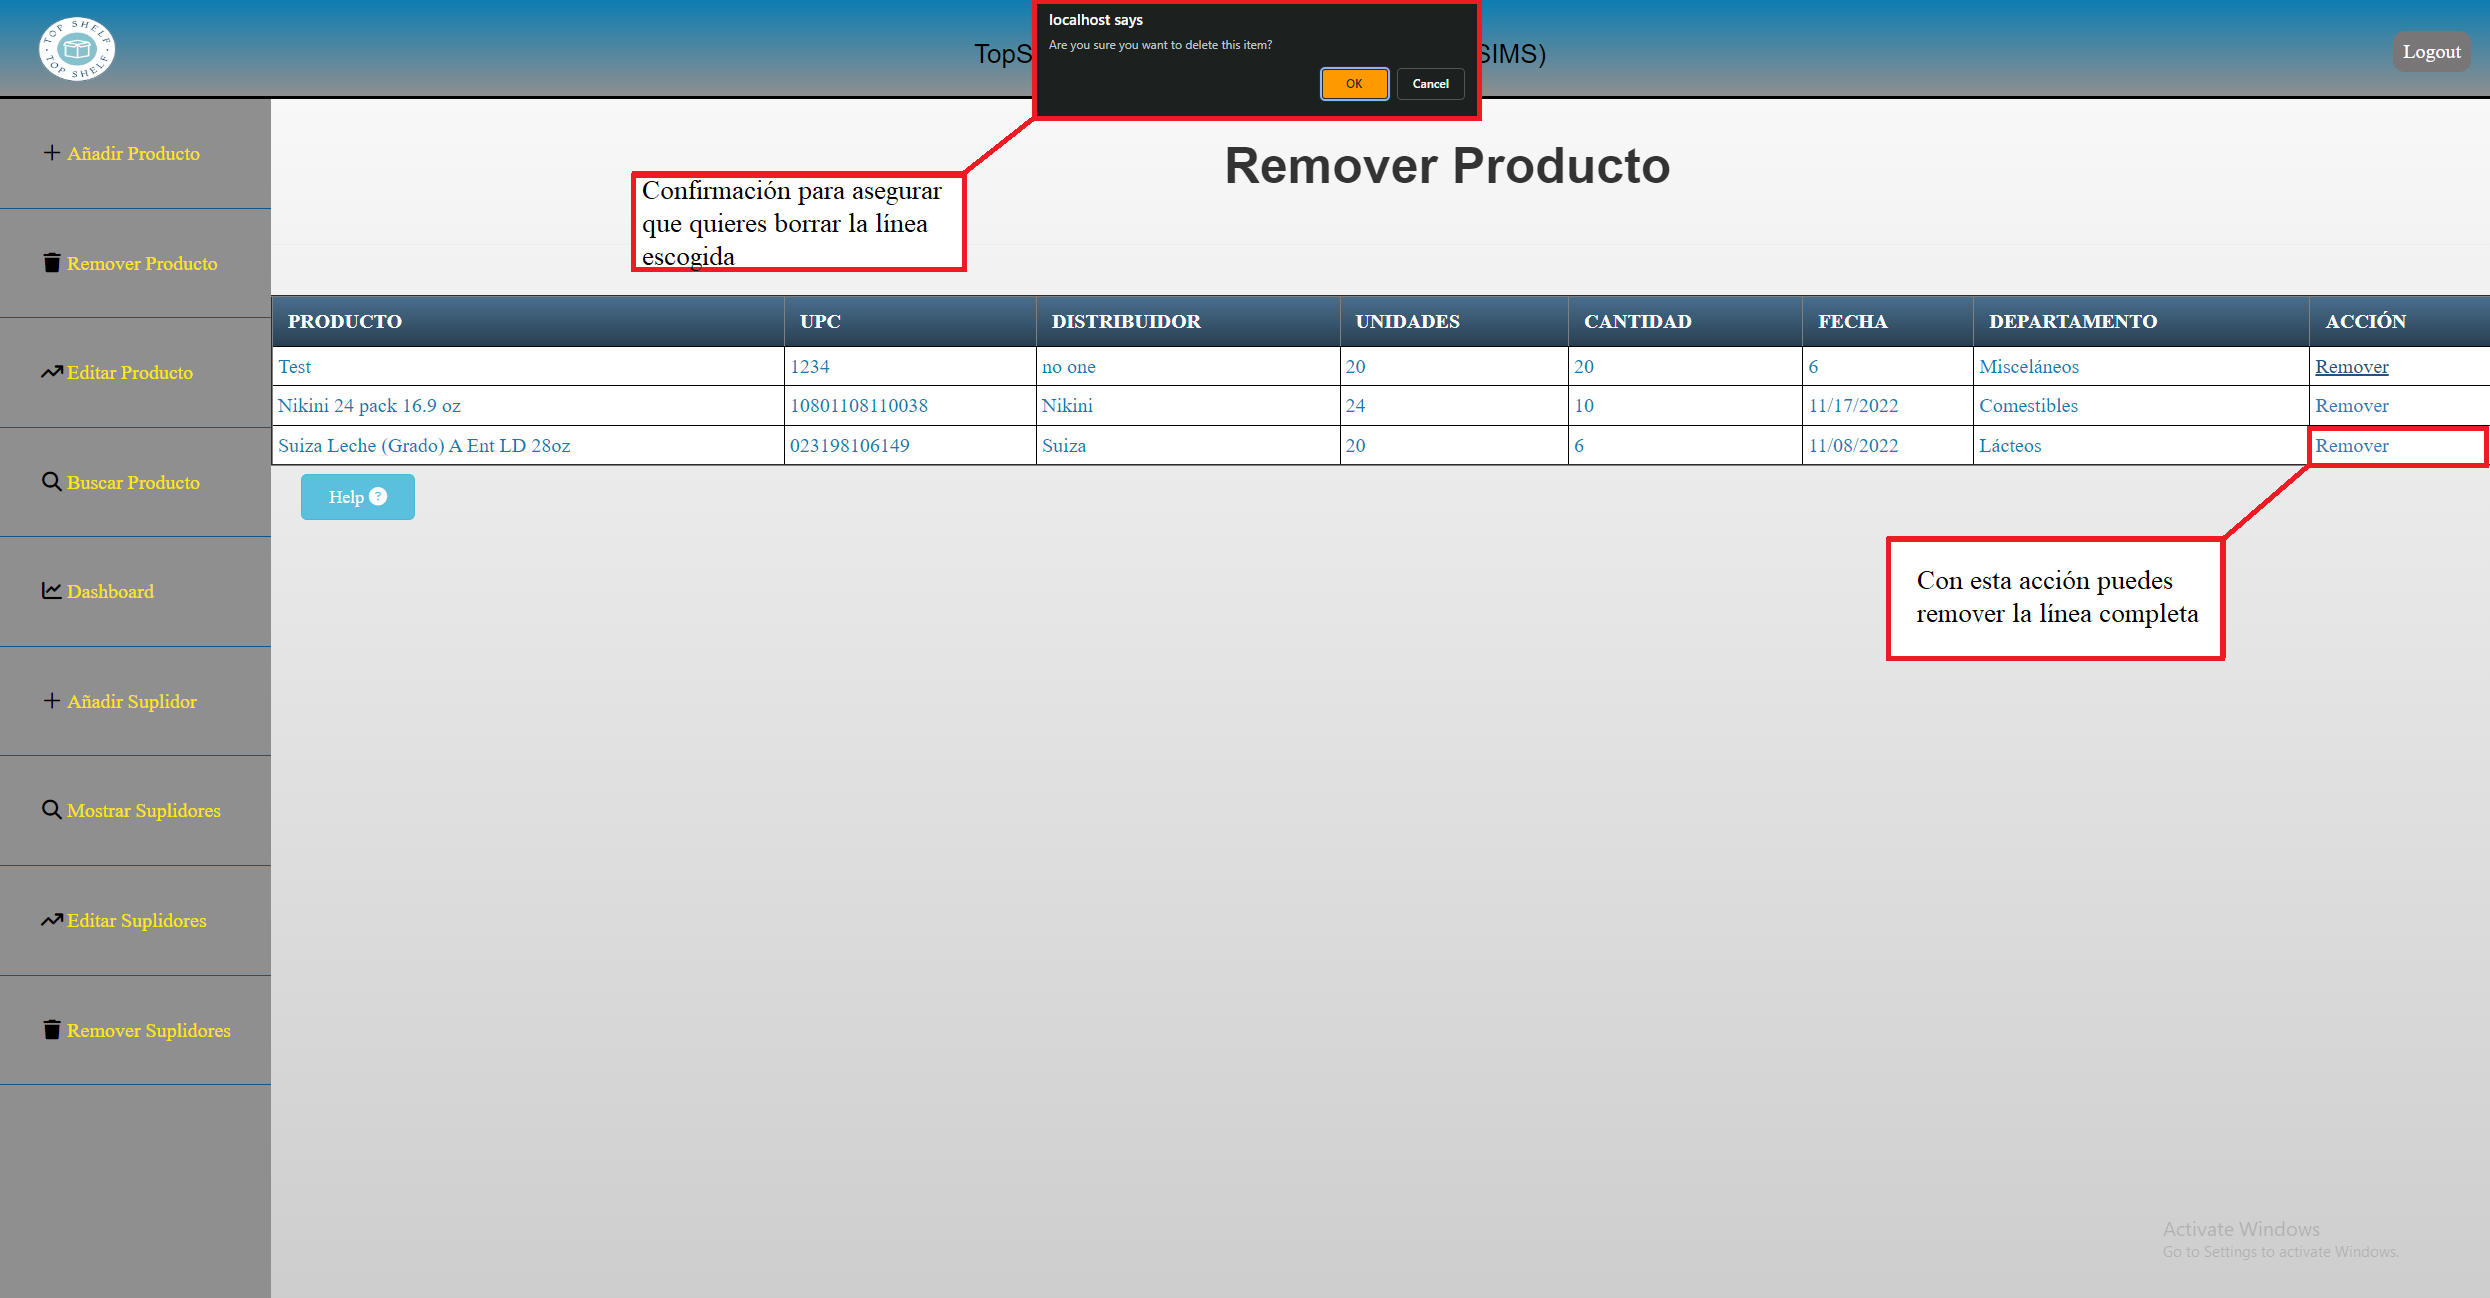 TOP SHELF
TOP SHELF
TopS
SIMS)
localhost says
Are you sure you want to delete this item?
OK
Cancel
Logout
Añadir Producto
Remover Producto
Editar Producto
Buscar Producto
Dashboard
Añadir Suplidor
Mostrar Suplidores
Editar Suplidores
Remover Suplidores
Confirmación para asegurar
que quieres borrar la línea
escogida
Remover Producto
PRODUCTO UPC DISTRIBUIDOR UNIDADES CANTIDAD FECHA DEPARTAMENTO ACCIÓN
Test 1234 no one 20 20 6 Misceláneos Remover
Nikini 24 pack 16.9 oz 10801108110038 Nikini 24 10 11/17/2022 Comestibles Remover
Suiza Leche (Grado) A Ent LD 28oz 023198106149 Suiza 20 6 11/08/2022 Lácteos Remover
Help ?
Con esta acción puedes
remover la línea completa
Activate Windows
Go to Settings to activate Windows.